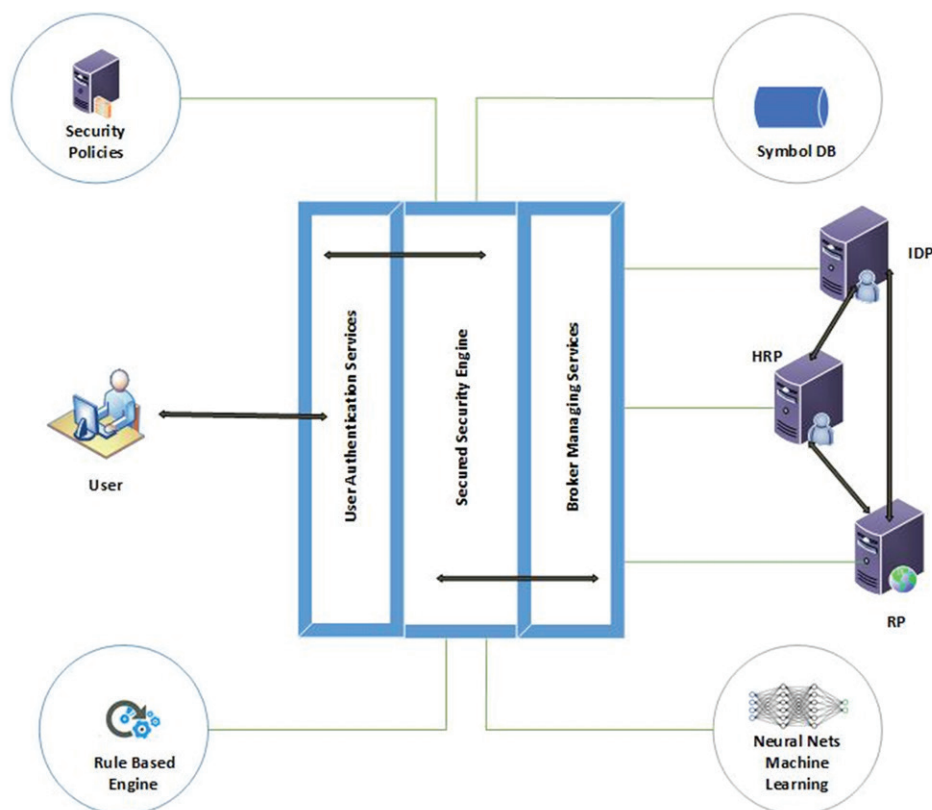 Security
Policies
Symbol DB
IDP
HRP
User Authentication Services
Secured Security Engine
Broker Managing Services
User
RP
Rule Based
Engine
Neural Nets
Machine
Learning